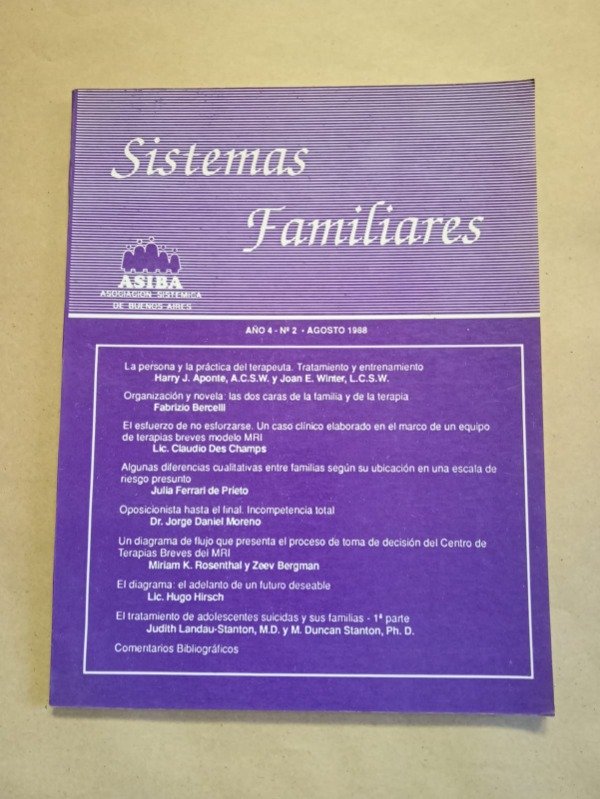 Sistemas
Familiares
ASIBA
ASOCIACION SISTEMICA
DE BUENOS AIRES
AÑO 4 - Nº 2 • AGOSTO 1988
La persona y la práctica del terapeuta. Tratamiento y entrenamiento
Harry J. Aponte, A.C.S.W. y Joan E. Winter, L.C.S.W.
Organización y novela: las dos caras de la familia y de la terapia
Fabrizio Bercelli
El esfuerzo de no esforzarse. Un caso clínico elaborado en el marco de un equipo
de terapias breves modelo MRI
Lic. Claudio Des Champs
Algunas diferencias cualitativas entre familias según su ubicación en una escala de
riesgo presunto
Julia Ferrari de Prieto
Oposicionista hasta el final. Incompetencia total
Dr. Jorge Daniel Moreno
Un diagrama de flujo que presenta el proceso de toma de decisión del Centro de
Terapias Breves del MRI
Miriam K. Rosenthal y Zeev Bergman
El diagrama: el adelanto de un futuro deseable
Lic. Hugo Hirsch
El tratamiento de adolescentes suicidas y sus familias - 1ª parte
Judith Landau-Stanton, M.D. y M. Duncan Stanton, Ph. D.
Comentarios Bibliográficos